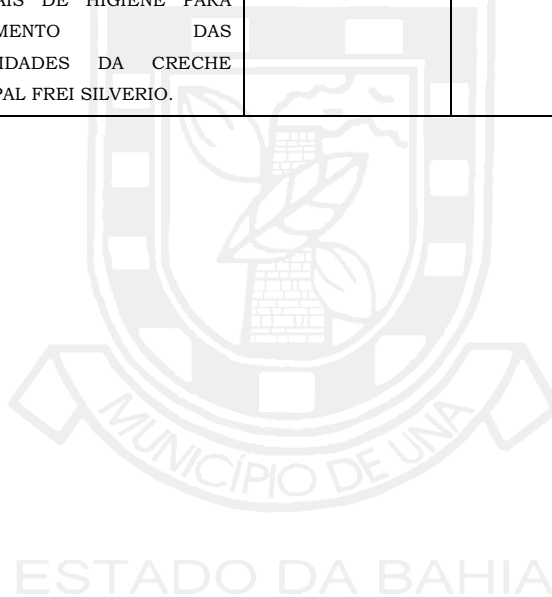 AIS DE HIGIENE PARA
MENTO DAS
IDADES DA CRECHE
PAL FREI SILVERIO.
MUNICÍPIO DE UNA
ESTADO DA BAHIA